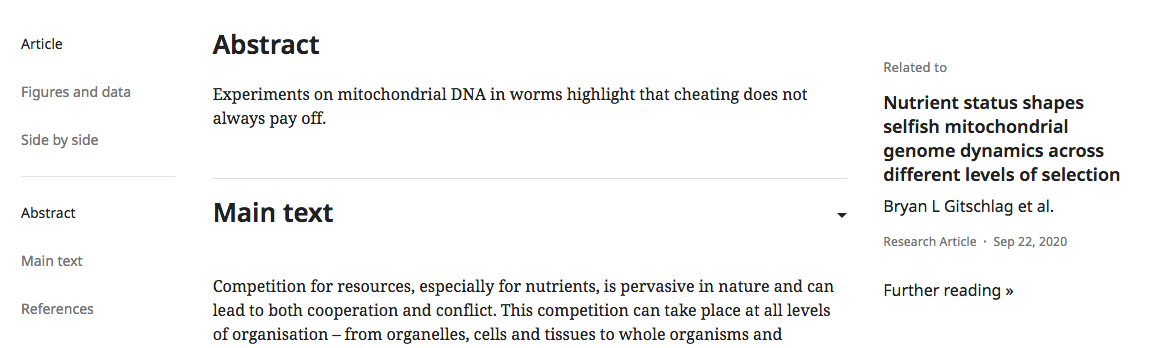 Article
Figures and data
Side by side
Abstract
Main text
References
Abstract
Experiments on mitochondrial DNA in worms highlight that cheating does not
always pay off.
Main text
Competition for resources, especially for nutrients, is pervasive in nature and can
lead to both cooperation and conflict. This competition can take place at all levels
of organisation – from organelles, cells and tissues to whole organisms and
Related to
Nutrient status shapes
selfish mitochondrial
genome dynamics across
different levels of selection
Bryan L Gitschlag et al.
Research Article · Sep 22, 2020
Further reading »